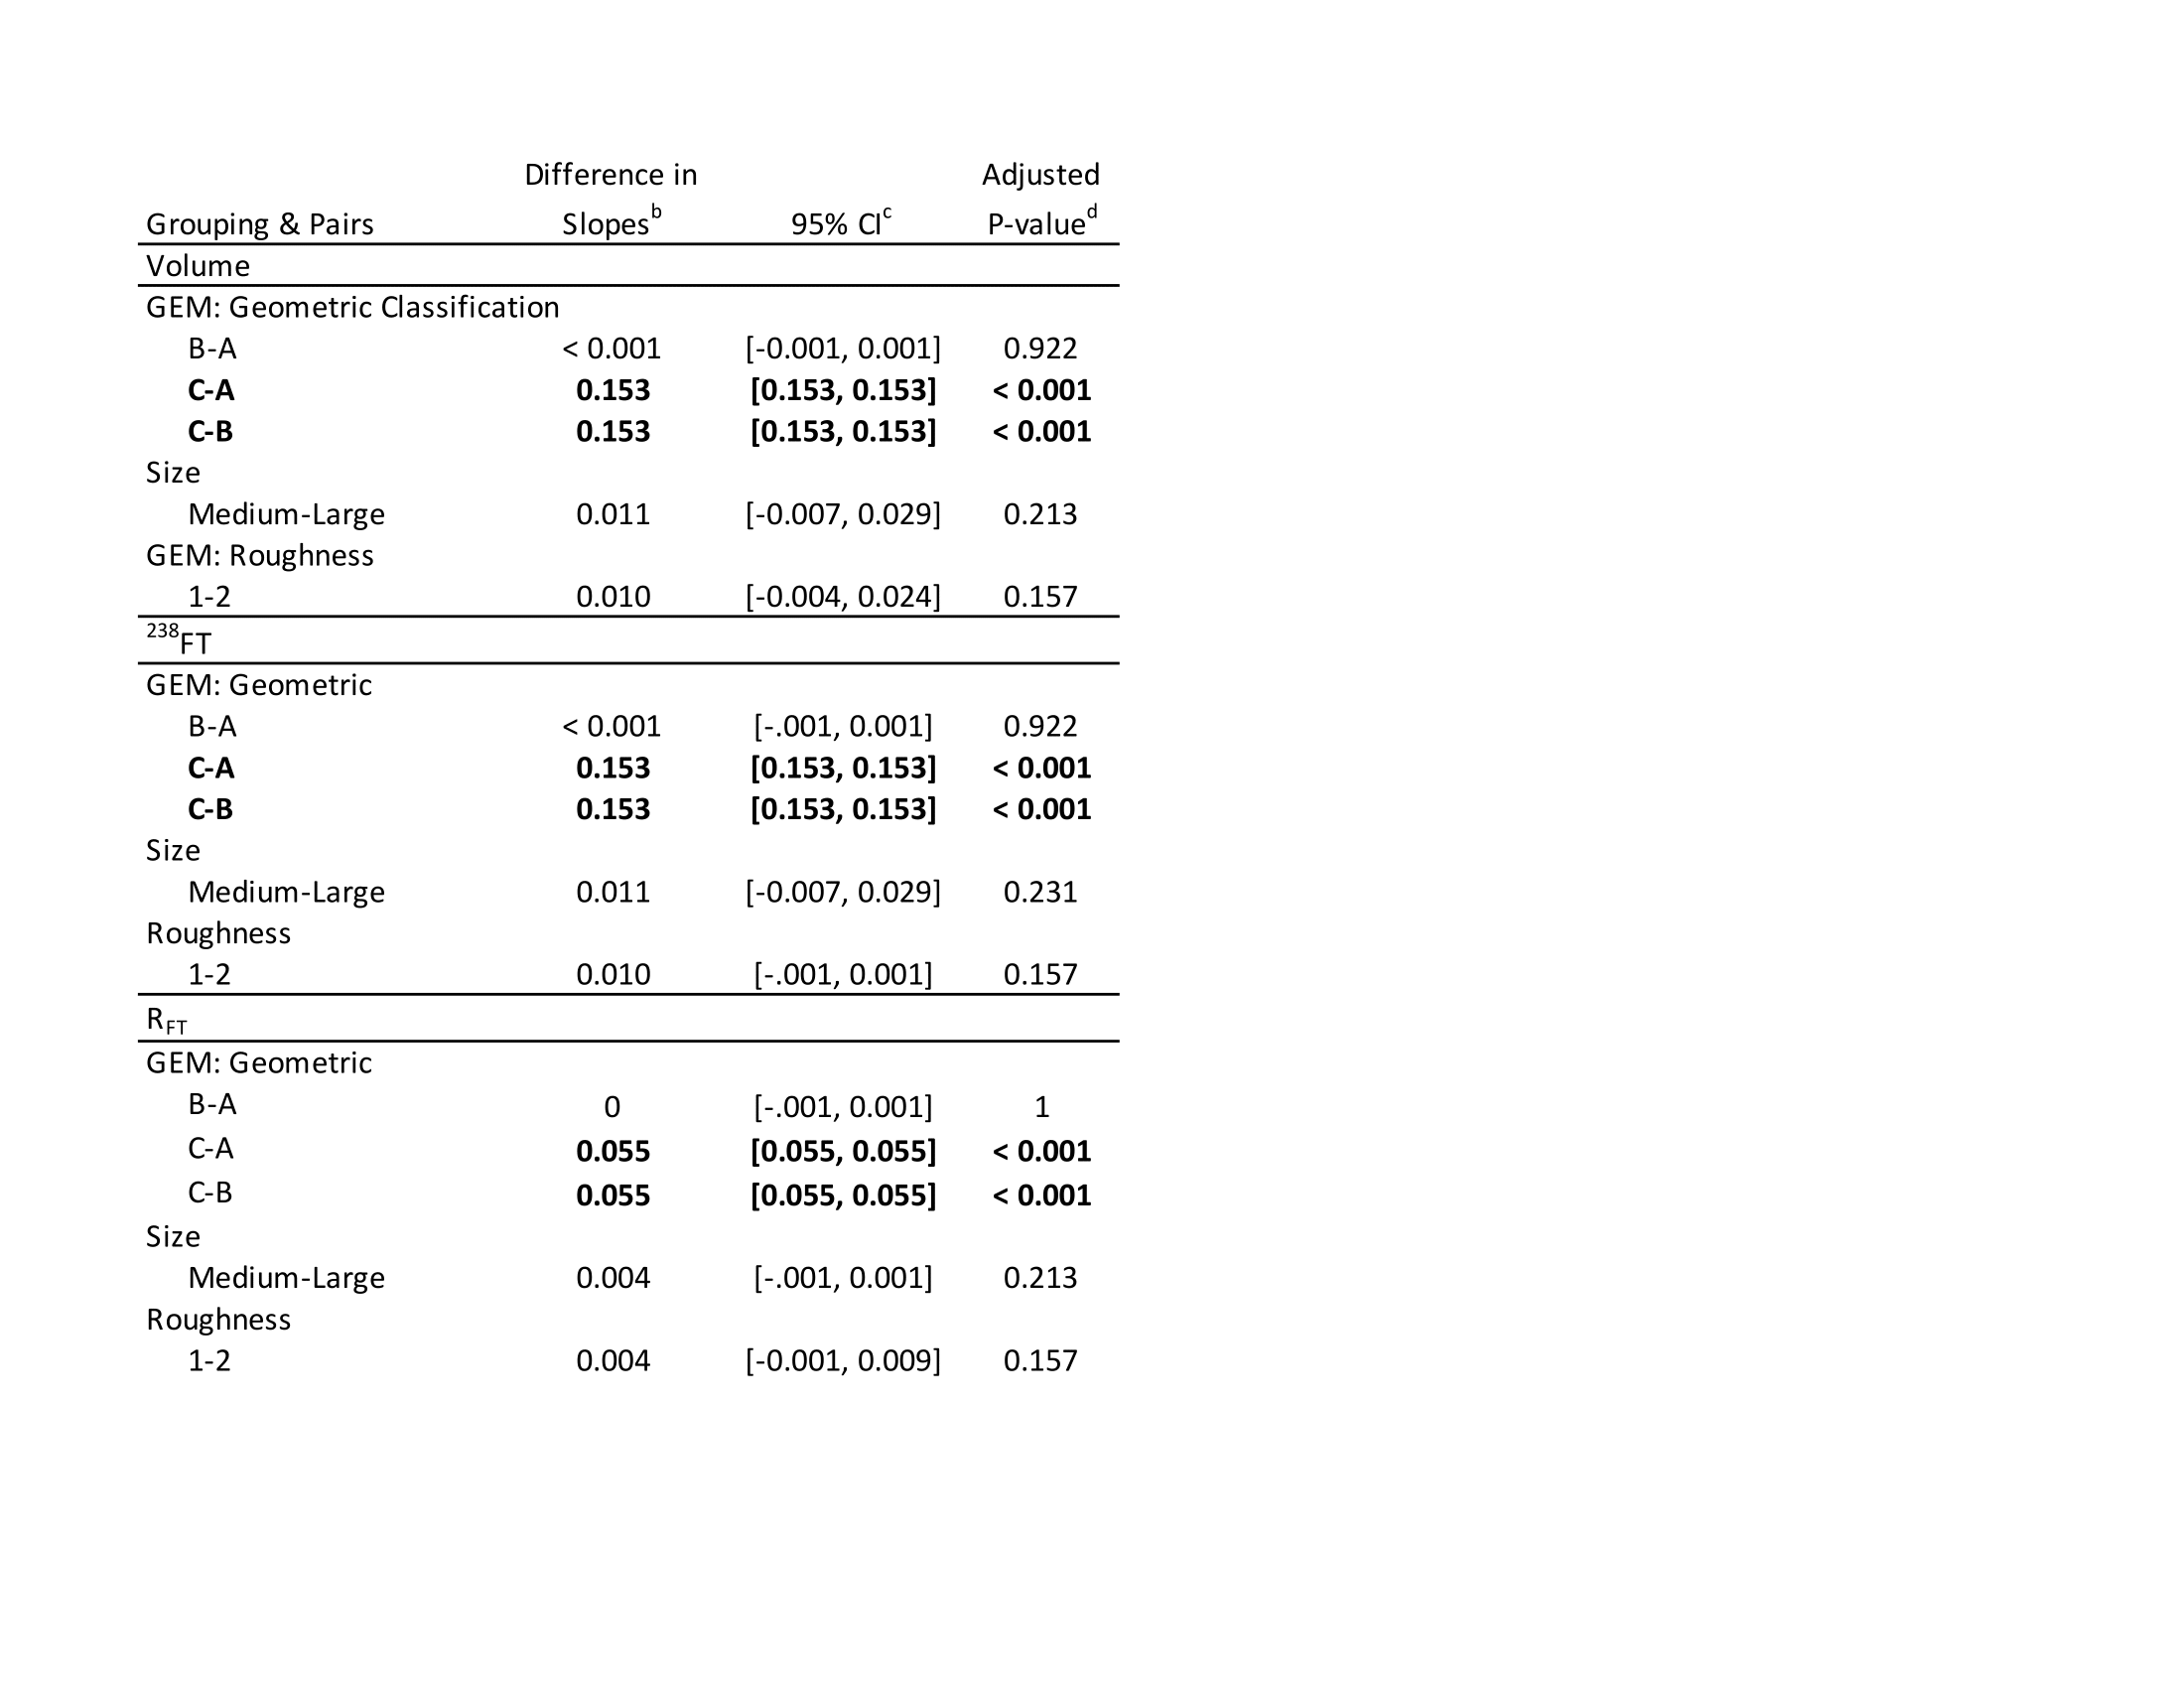 Difference in Adjusted
Grouping & Pairs Slopesᵇ 95% CIᶜ P-valueᵈ
Volume
GEM: Geometric Classification
B-A < 0.001 [-0.001, 0.001] 0.922
C-A 0.153 [0.153, 0.153] < 0.001
C-B 0.153 [0.153, 0.153] < 0.001
Size
Medium-Large 0.011 [-0.007, 0.029] 0.213
GEM: Roughness
1-2 0.010 [-0.004, 0.024] 0.157
²³⁸FT
GEM: Geometric
B-A < 0.001 [-.001, 0.001] 0.922
C-A 0.153 [0.153, 0.153] < 0.001
C-B 0.153 [0.153, 0.153] < 0.001
Size
Medium-Large 0.011 [-0.007, 0.029] 0.231
Roughness
1-2 0.010 [-.001, 0.001] 0.157
R_FT
GEM: Geometric
B-A 0 [-.001, 0.001] 1
C-A 0.055 [0.055, 0.055] < 0.001
C-B 0.055 [0.055, 0.055] < 0.001
Size
Medium-Large 0.004 [-.001, 0.001] 0.213
Roughness
1-2 0.004 [-0.001, 0.009] 0.157